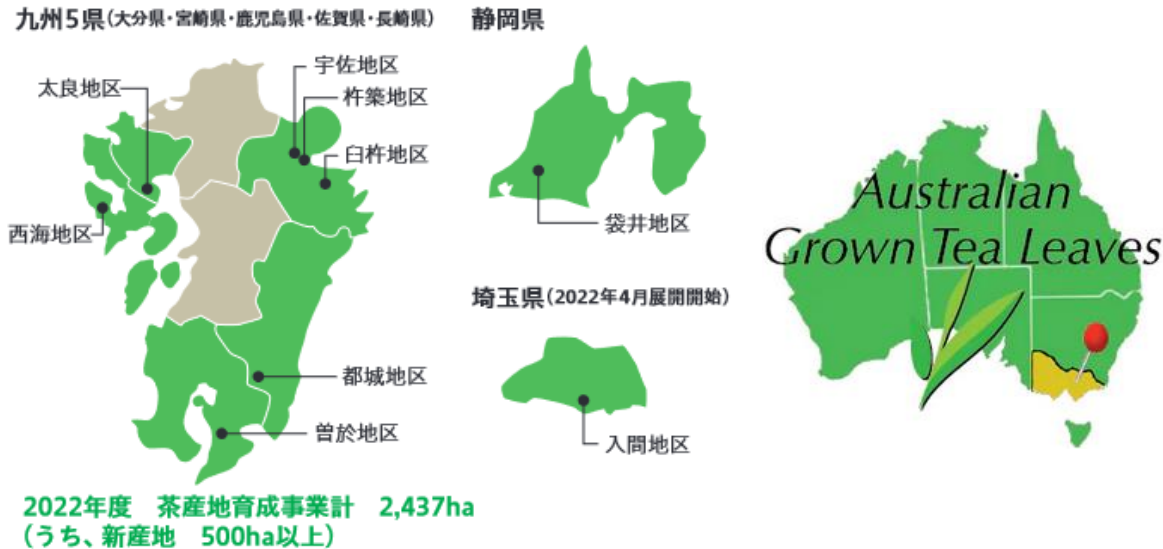 九州5県(大分県・宮崎県・鹿児島県・佐賀県・長崎県)
太良地区
宇佐地区
杵築地区
臼杵地区
西海地区
都城地区
曽於地区
2022年度 茶産地育成事業計 2,437ha
(うち、新産地 500ha以上)
静岡県
袋井地区
埼玉県(2022年4月展開開始)
入間地区
Australian
Grown Tea Leaves